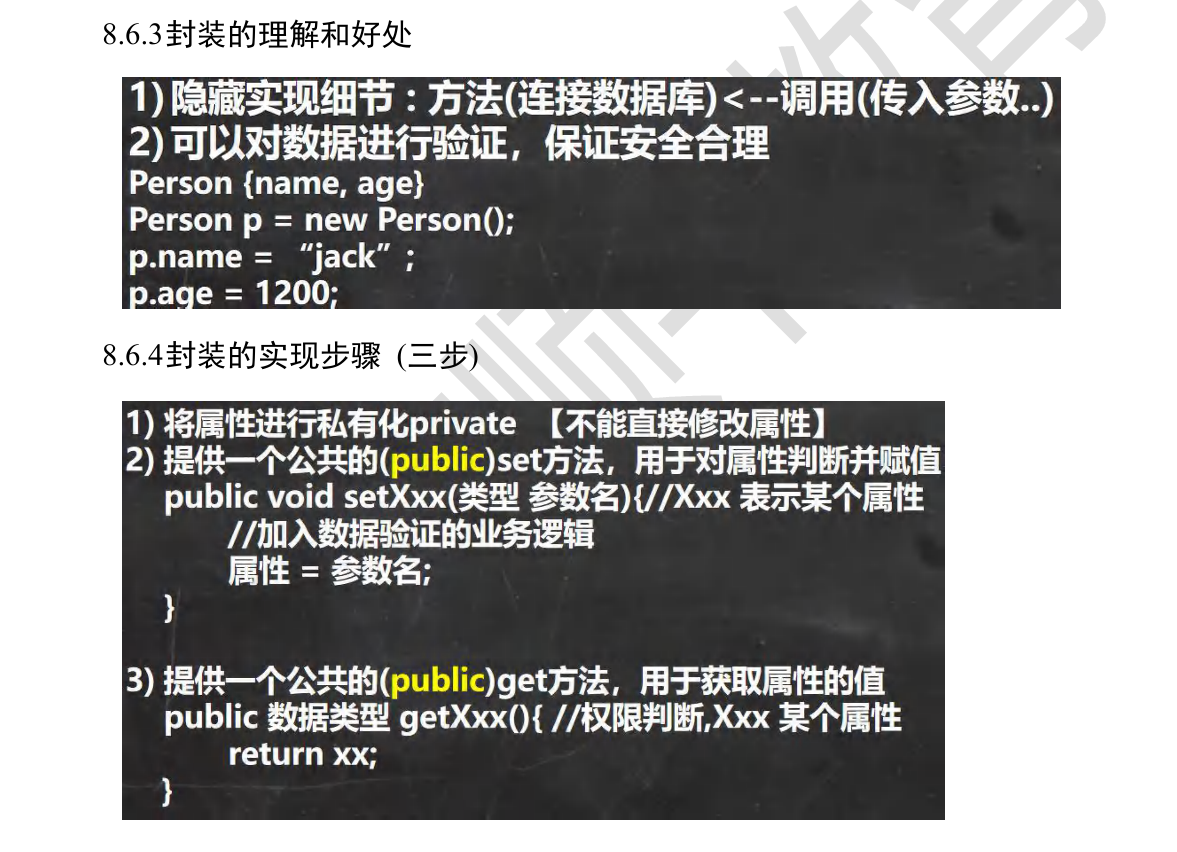 8.6.3封装的理解和好处
1) 隐藏实现细节：方法(连接数据库)<--调用(传入参数..)
2) 可以对数据进行验证，保证安全合理
Person {name, age}
Person p = new Person();
p.name = “jack”;
p.age = 1200;
8.6.4封装的实现步骤 (三步)
1) 将属性进行私有化private 【不能直接修改属性】
2) 提供一个公共的(public)set方法，用于对属性判断并赋值
public void setXxx(类型 参数名){//Xxx 表示某个属性
//加入数据验证的业务逻辑
属性 = 参数名;
}
3) 提供一个公共的(public)get方法，用于获取属性的值
public 数据类型 getXxx(){ //权限判断,Xxx 某个属性
return xx;
}